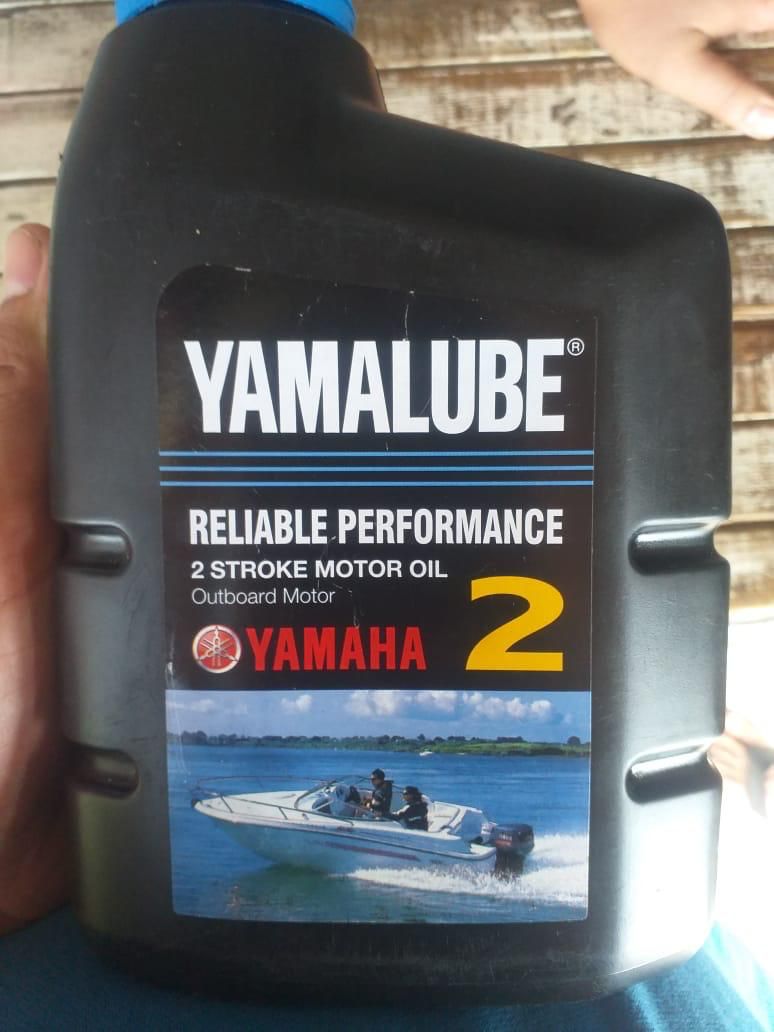 YAMALUBE®
RELIABLE PERFORMANCE
2 STROKE MOTOR OIL
Outboard Motor
YAMAHA
2